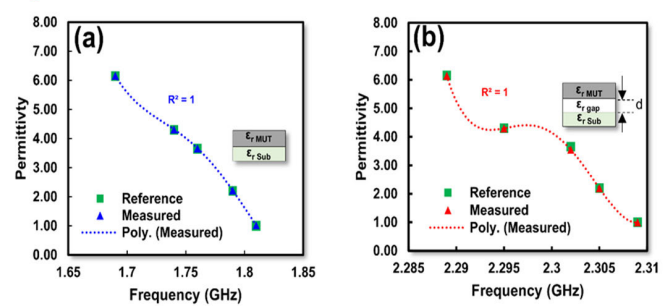 (a)
8.00
7.00
6.00
5.00
4.00
3.00
2.00
1.00
0.00
Permittivity
R² = 1
εr MUT
εr Sub
Reference
Measured
Poly. (Measured)
1.65
1.7
1.75
1.8
1.85
Frequency (GHz)
(b)
8.00
7.00
6.00
5.00
4.00
3.00
2.00
1.00
0.00
Permittivity
R² = 1
εr MUT
εr gap
εr Sub
d
Reference
Measured
Poly. (Measured)
2.285
2.29
2.295
2.3
2.305
2.31
Frequency (GHz)